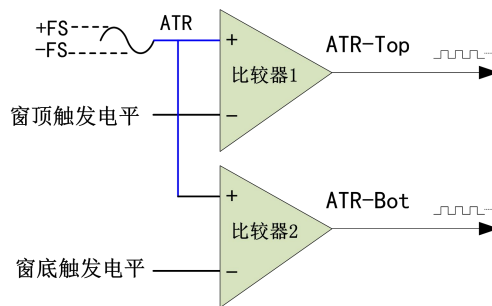 +FS
-FS
ATR
+
比较器1
-
窗顶触发电平
ATR-Top
+
比较器2
-
窗底触发电平
ATR-Bot